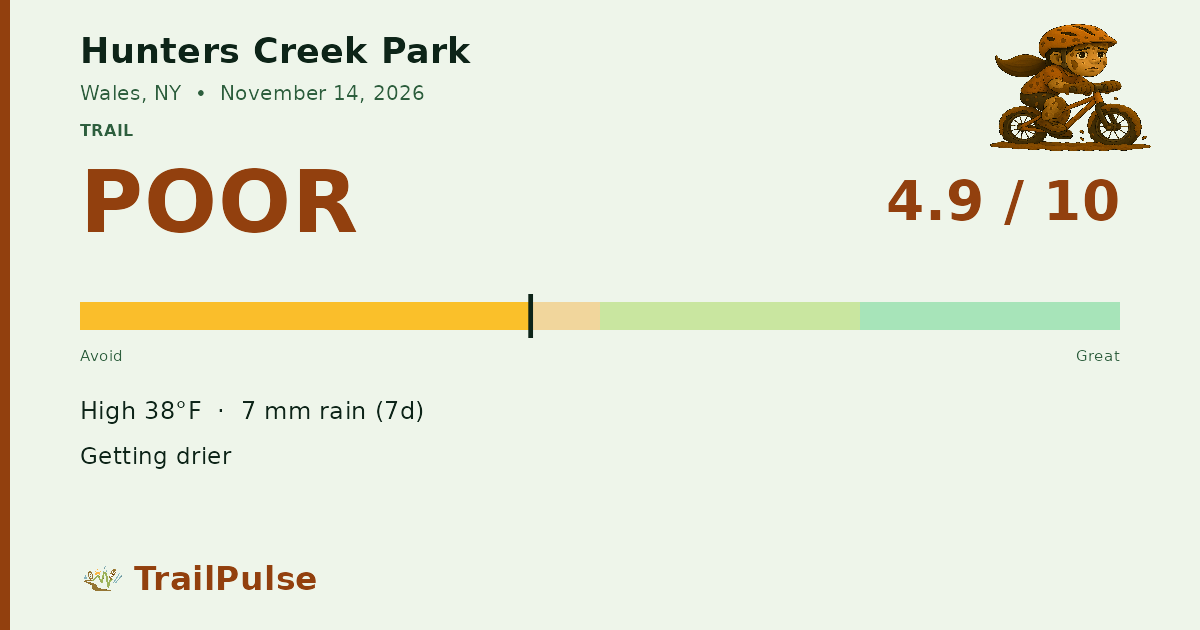 Hunters Creek Park
Wales, NY • November 14, 2026
TRAIL
POOR
4.9 / 10
Avoid
Great
High 38°F · 7 mm rain (7d)
Getting drier
TrailPulse